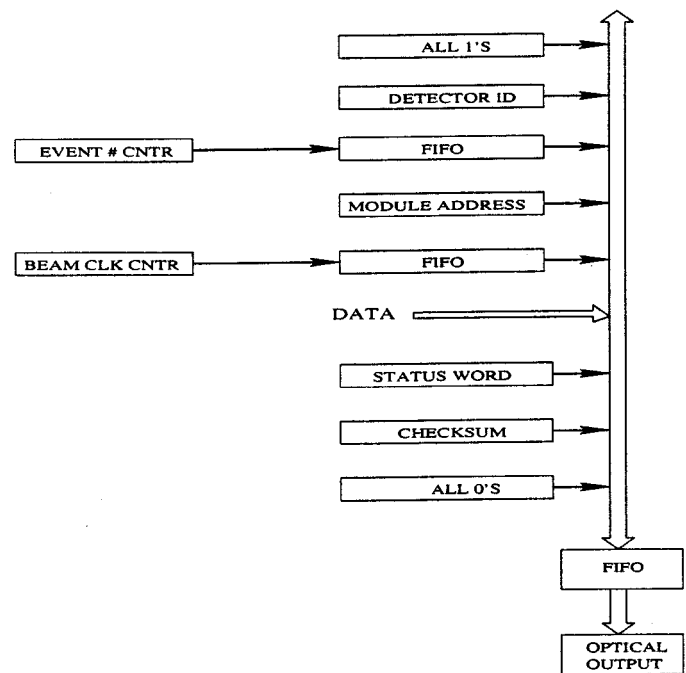 ALL 1'S
DETECTOR ID
EVENT # CNTR
FIFO
MODULE ADDRESS
BEAM CLK CNTR
FIFO
DATA
STATUS WORD
CHECKSUM
ALL 0'S
FIFO
OPTICAL
OUTPUT